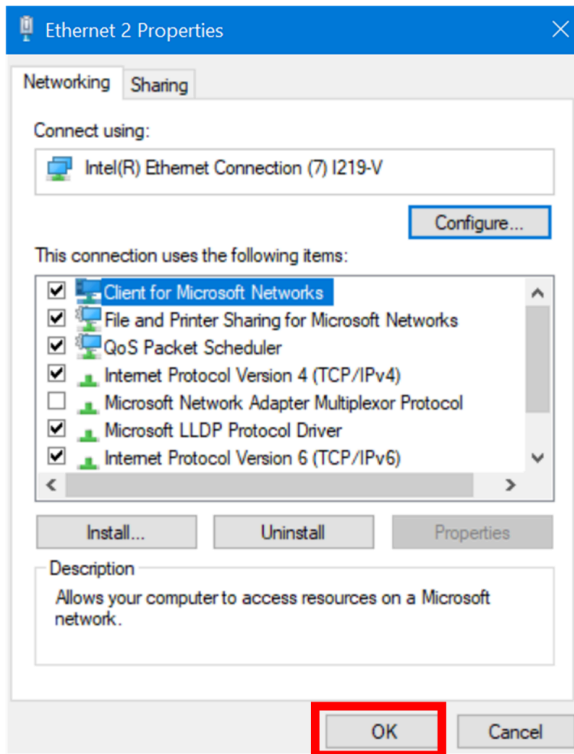 Ethernet 2 Properties
Networking
Sharing
Connect using:
Intel(R) Ethernet Connection (7) I219-V
Configure...
This connection uses the following items:
Client for Microsoft Networks
File and Printer Sharing for Microsoft Networks
QoS Packet Scheduler
Internet Protocol Version 4 (TCP/IPv4)
Microsoft Network Adapter Multiplexor Protocol
Microsoft LLDP Protocol Driver
Internet Protocol Version 6 (TCP/IPv6)
Install...
Uninstall
Properties
Description
Allows your computer to access resources on a Microsoft
network.
OK
Cancel